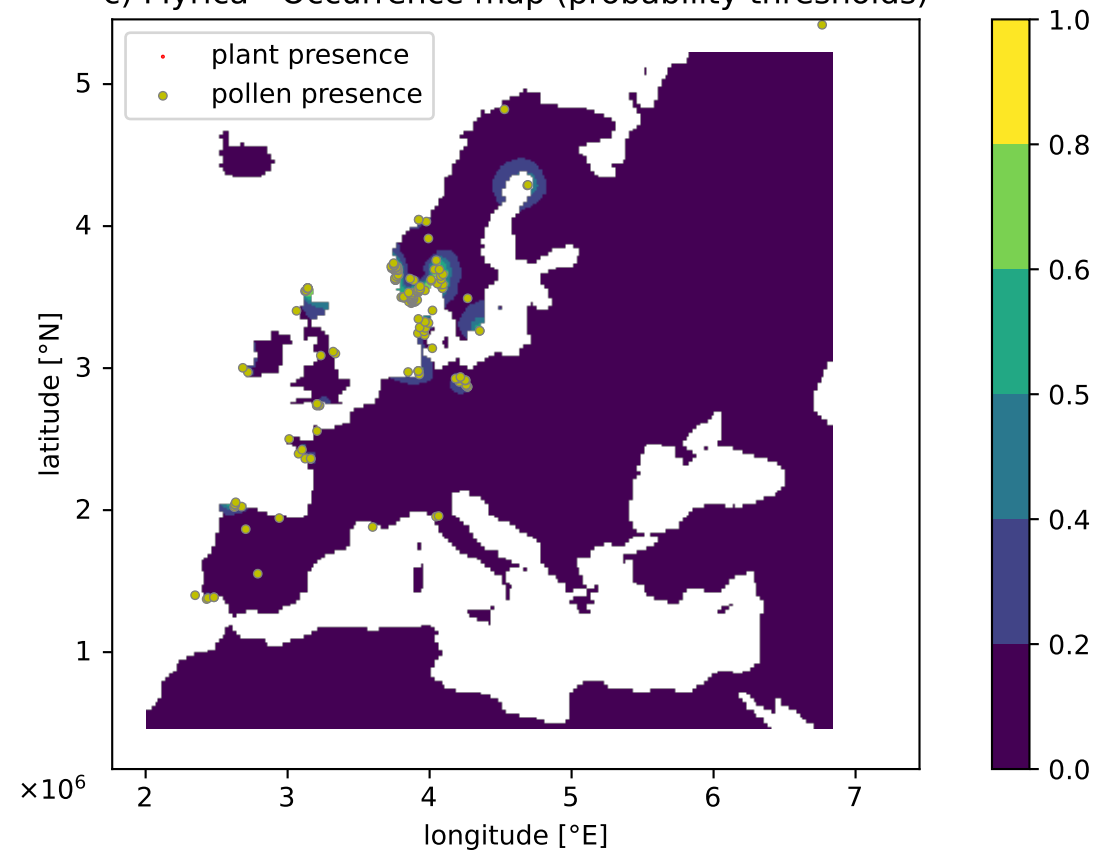 c) Myrica - Occurrence map (probability thresholds)
plant presence
pollen presence
5
4
3
2
1
latitude [°N]
×10⁶
2 3 4 5 6 7
longitude [°E]
1.0
0.8
0.6
0.5
0.4
0.2
0.0